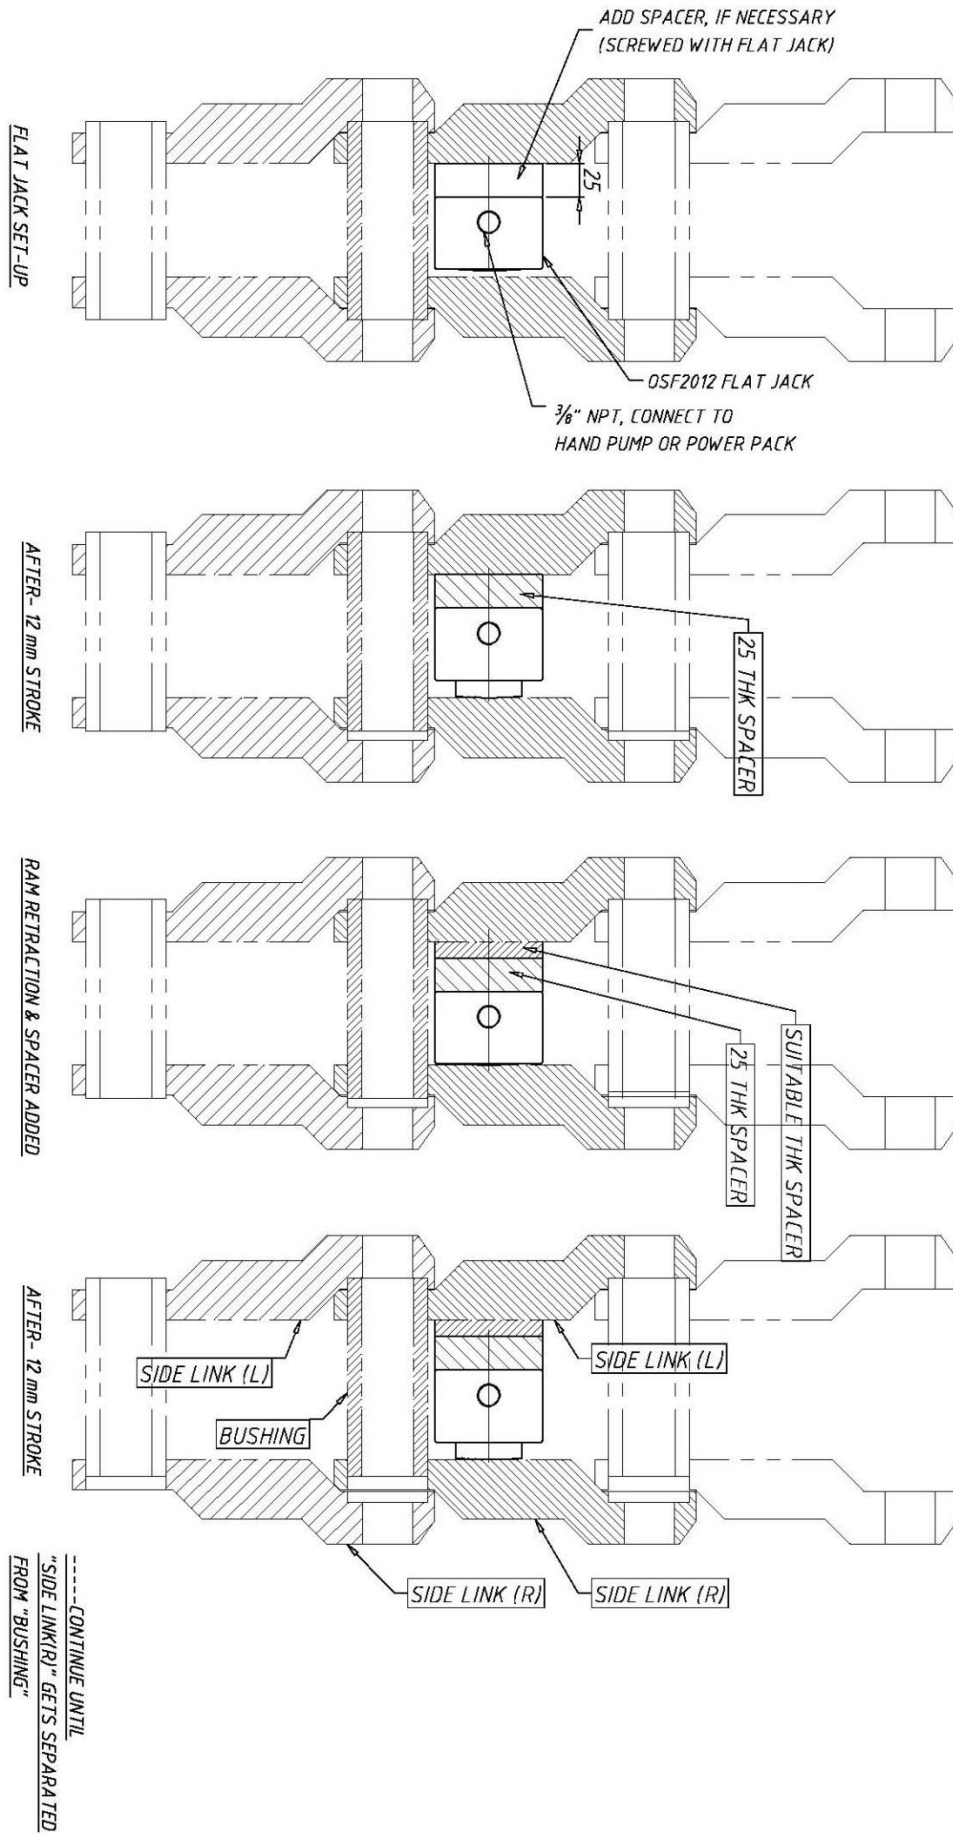 ADD SPACER, IF NECESSARY
(SCREWED WITH FLAT JACK)
25
FLAT JACK SET-UP
OSF2012 FLAT JACK
3/8" NPT, CONNECT TO
HAND PUMP OR POWER PACK
25 THK SPACER
AFTER- 12 mm STROKE
RAM RETRACTION & SPACER ADDED
25 THK SPACER
SUITABLE THK SPACER
SIDE LINK (L)
SIDE LINK (L)
BUSHING
AFTER- 12 mm STROKE
SIDE LINK (R)
SIDE LINK (R)
-----CONTINUE UNTIL
"SIDE LINK(R)" GETS SEPARATED
FROM "BUSHING"